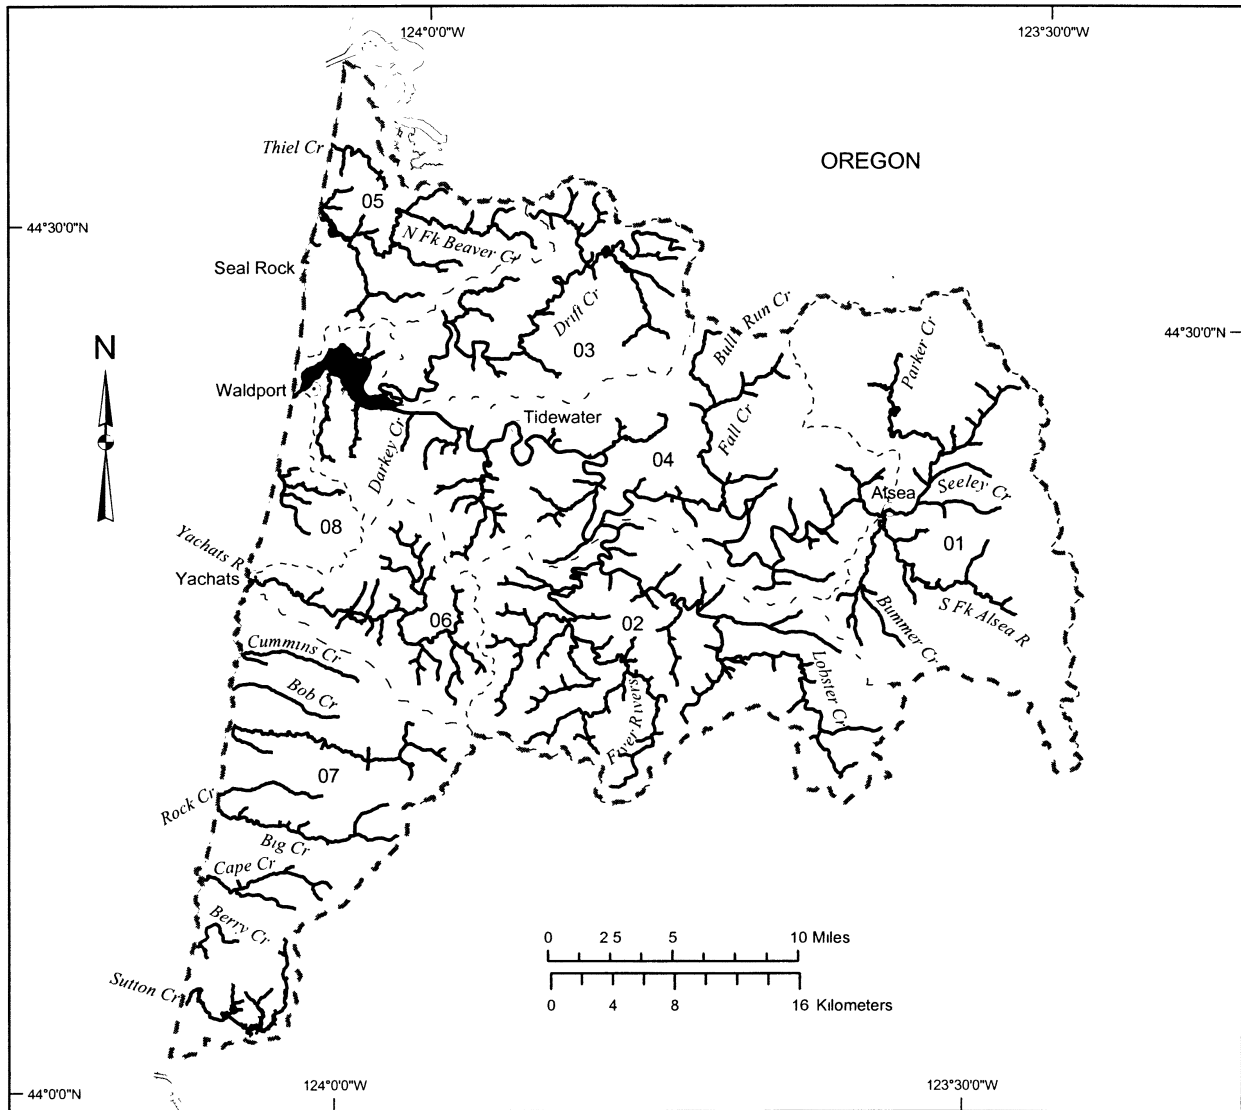 124°0'0"W
123°30'0"W
OREGON
Thiel Cr
05
44°30'0"N
N Fk Beaver Cr
Seal Rock
Drift Cr
03
Bull Run Cr
Parker Cr
44°30'0"N
N
Waldport
Tidewater
Darkey Cr
Fall Cr
04
Alsea
Seeley Cr
08
01
Yachats R
Yachats
S Fk Alsea R
Bummer Cr
06
02
Cummins Cr
Lobster Cr
Bob Cr
Fiver Rivers
07
Rock Cr
Big Cr
Cape Cr
Berry Cr
0 2 5 5 10 Miles
Sutton Cr
0 4 8 16 Kilometers
124°0'0"W
123°30'0"W
44°0'0"N